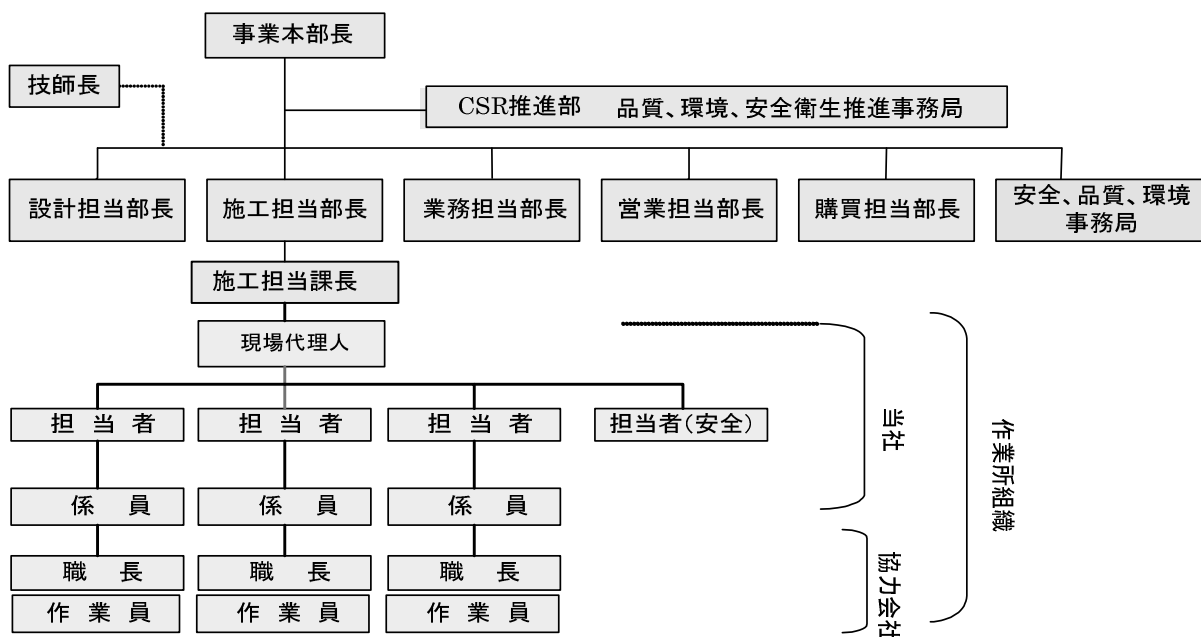 事業本部長
技師長
CSR推進部　品質、環境、安全衛生推進事務局
設計担当部長
施工担当部長
業務担当部長
営業担当部長
購買担当部長
安全、品質、環境
事務局
施工担当課長
現場代理人
担 当 者
担 当 者
担 当 者
担当者(安全)
係 員
係 員
係 員
職 長
職 長
職 長
作 業 員
作 業 員
作 業 員
当社
協力会社
作業所組織